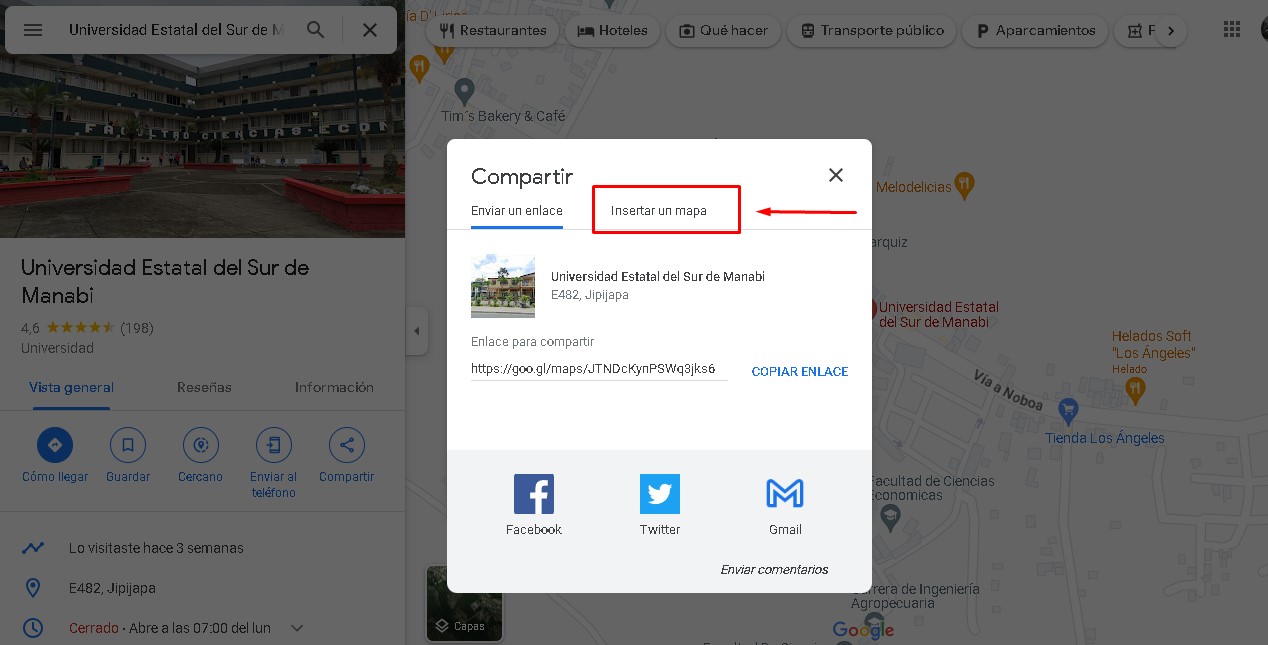 Universidad Estatal del Sur de M
Restaurantes
Hoteles
Qué hacer
Transporte público
Aparcamientos
FACULTAD CIENCIAS ECON
Universidad Estatal del Sur de
Manabi
4,6
(198)
Universidad
Vista general
Reseñas
Información
Cómo llegar
Guardar
Cercano
Enviar al
teléfono
Compartir
Lo visitaste hace 3 semanas
E482, Jipijapa
Cerrado · Abre a las 07:00 del lun
Tim´s Bakery & Café
Compartir
Enviar un enlace
Insertar un mapa
Universidad Estatal del Sur de Manabi
E482, Jipijapa
Enlace para compartir
https://goo.gl/maps/JTNDcKynPSWq3jks6
COPIAR ENLACE
Facebook
Twitter
Gmail
Enviar comentarios
Melodelicias
arquiz
Universidad Estatal
del Sur de Manabi
Helados Soft
"Los Ángeles"
Helado
Vía a Noboa
Tienda Los Ángeles
Facultad de Ciencias
Economicas
Carrera de Ingeniería
Agropecuaria
Capas
Google